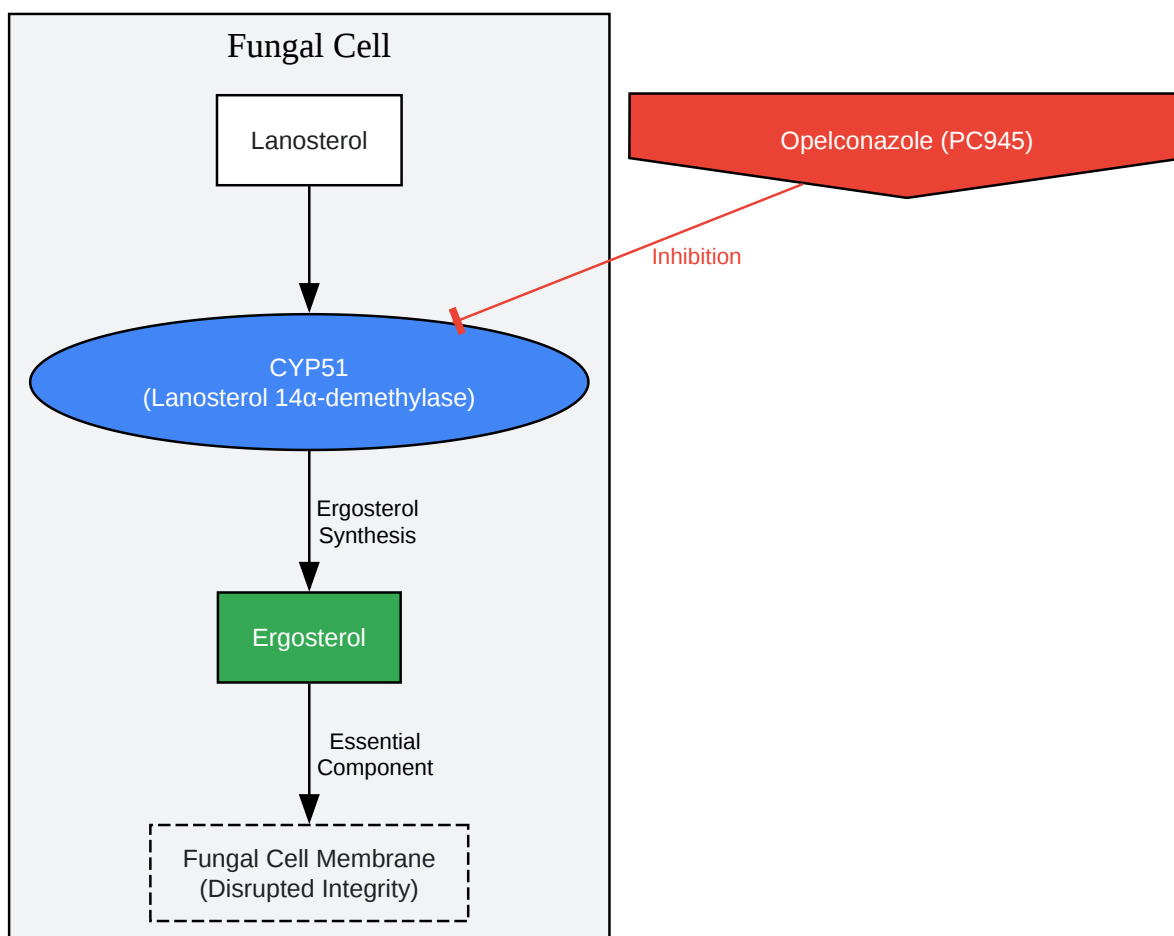 Fungal Cell
Lanosterol
Opelconazole (PC945)
Inhibition
CYP51
(Lanosterol 14α-demethylase)
Ergosterol
Synthesis
Ergosterol
Essential
Component
Fungal Cell Membrane
(Disrupted Integrity)